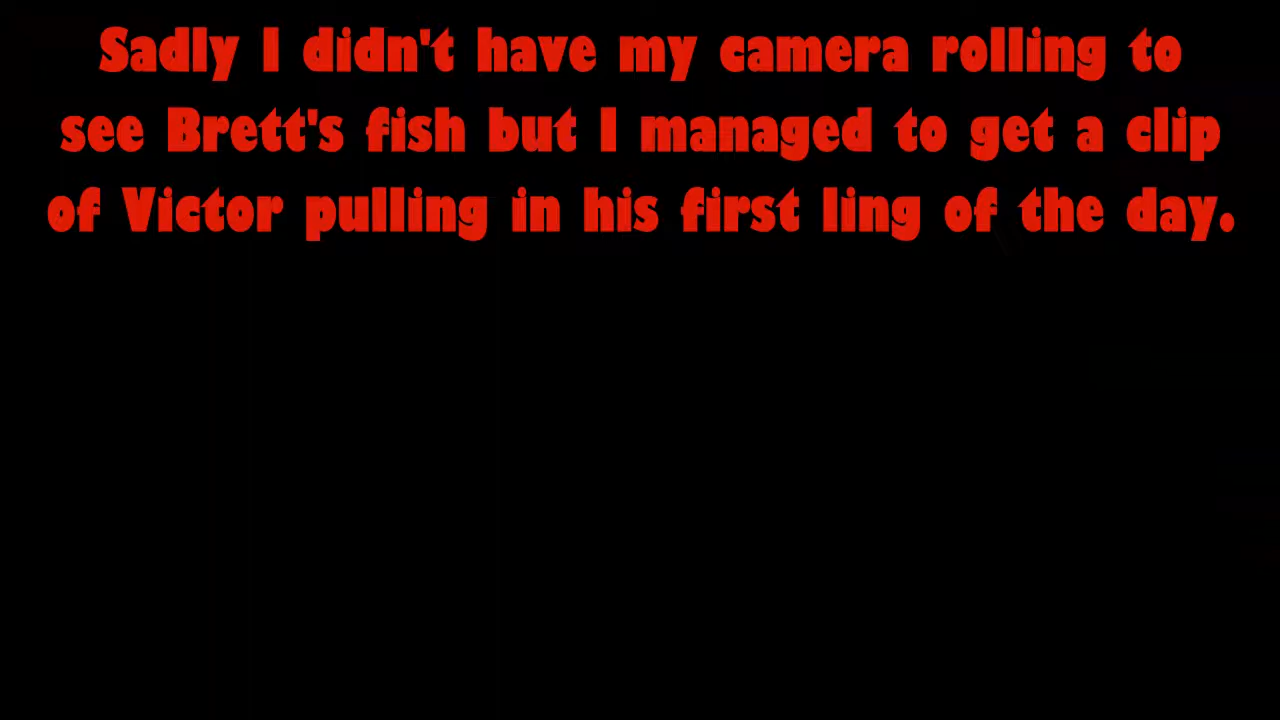 Sadly I didn't have my camera rolling to
see Brett's fish but I managed to get a clip
of Victor pulling in his first ling of the day.